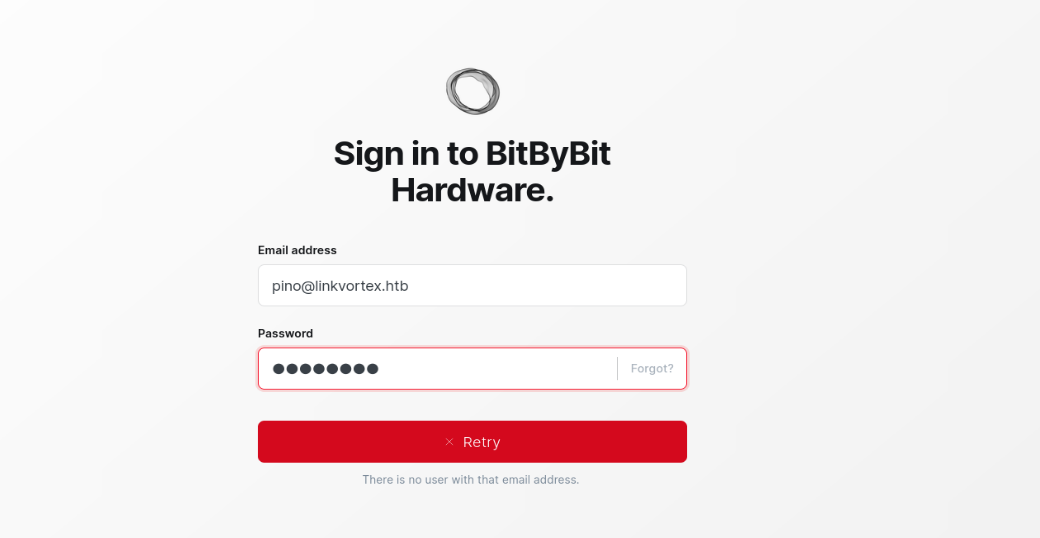 Sign in to BitByBit
Hardware.
Email address
pino@linkvortex.htb
Password
●●●●●●●● Forgot?
× Retry
There is no user with that email address.